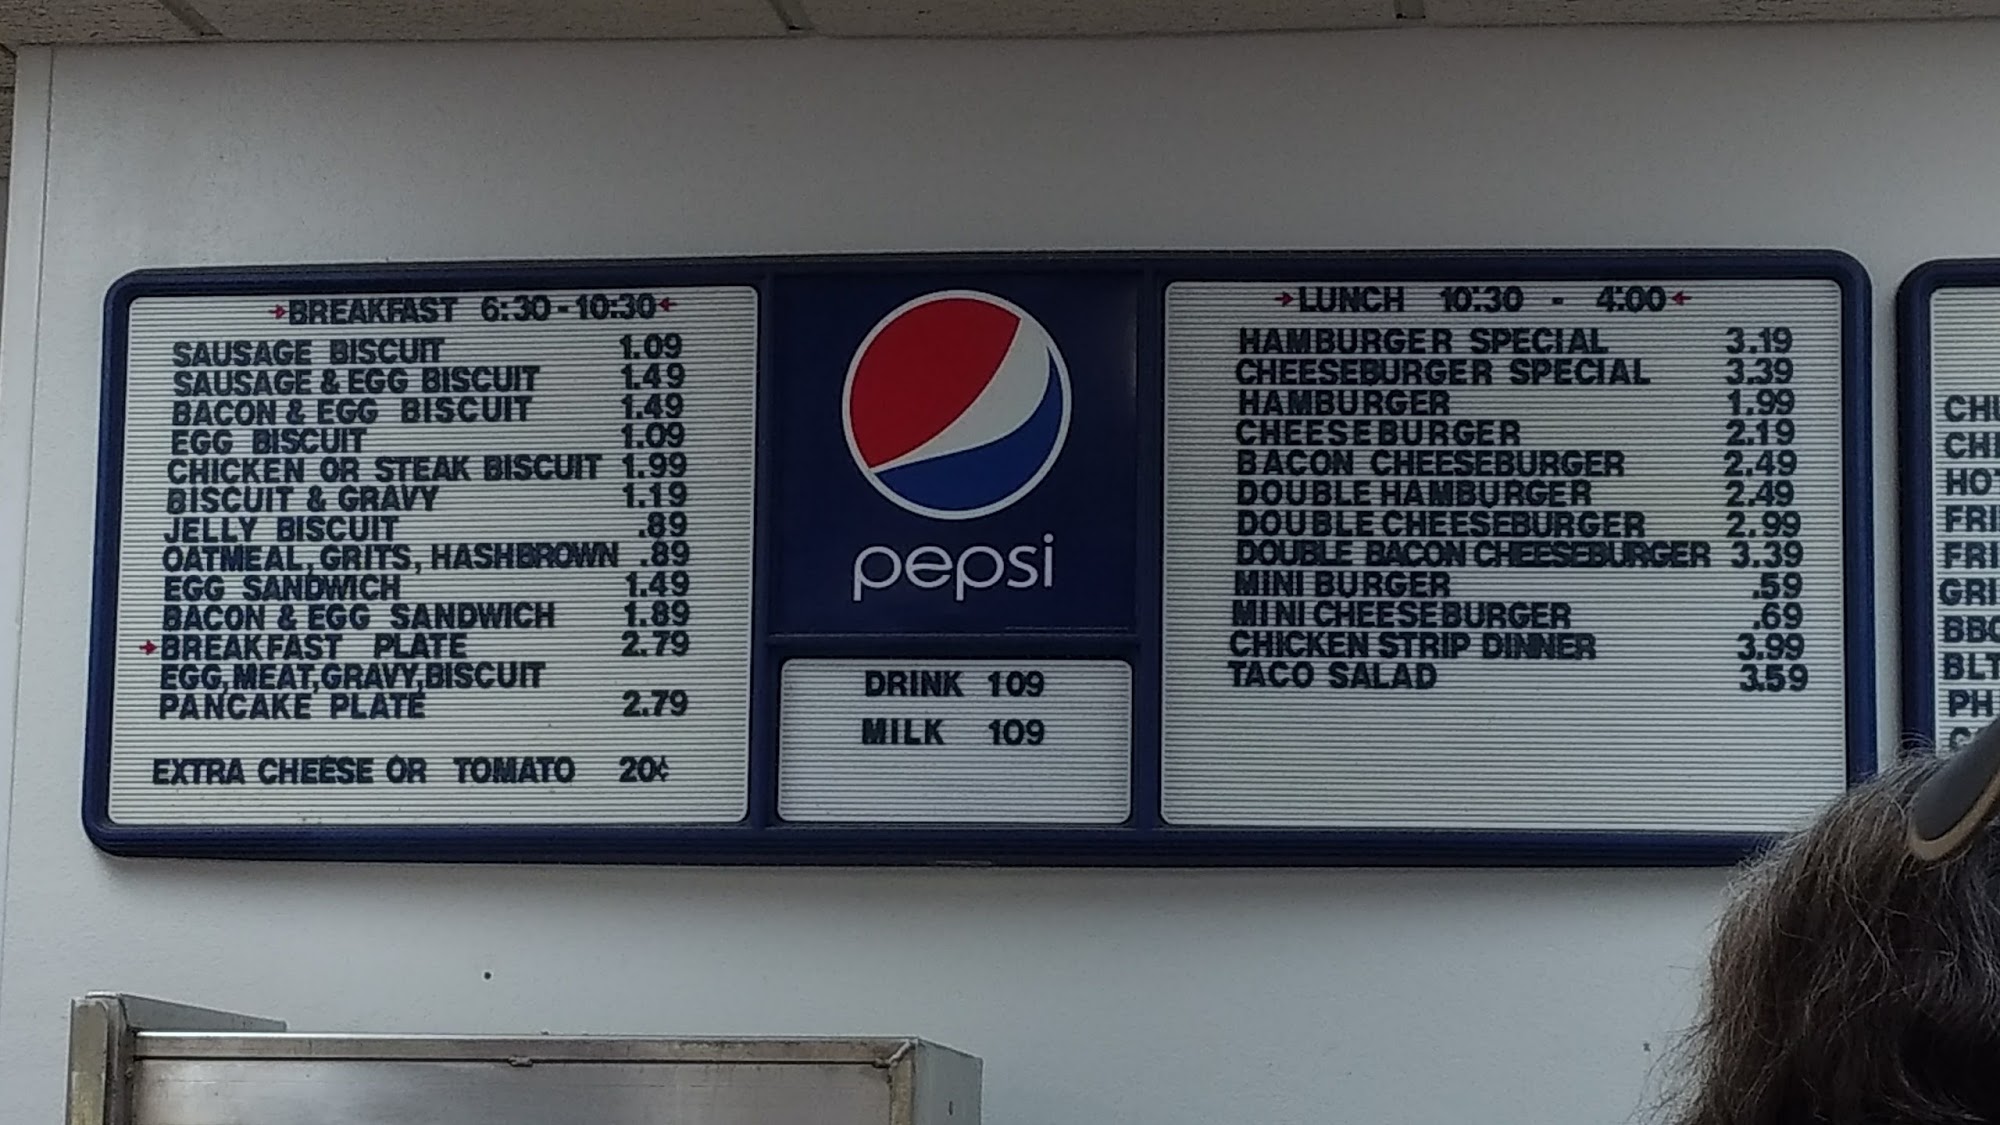 BREAKFAST 6:30-10:30
SAUSAGE BISCUIT 1.09
SAUSAGE & EGG BISCUIT 1.49
BACON & EGG BISCUIT 1.49
EGG BISCUIT 1.09
CHICKEN OR STEAK BISCUIT 1.99
BISCUIT & GRAVY 1.19
JELLY BISCUIT .89
OATMEAL, GRITS, HASHBROWN .89
EGG SANDWICH 1.49
BACON & EGG SANDWICH 1.89
BREAKFAST PLATE 2.79
EGG,MEAT,GRAVY,BISCUIT
PANCAKE PLATE 2.79
EXTRA CHEESE OR TOMATO 20¢
pepsi
DRINK 109
MILK 109
LUNCH 10:30 - 4:00
HAMBURGER SPECIAL 3.19
CHEESEBURGER SPECIAL 3.39
HAMBURGER 1.99
CHEESEBURGER 2.19
BACON CHEESEBURGER 2.49
DOUBLE HAMBURGER 2.49
DOUBLE CHEESEBURGER 2.99
DOUBLE BACON CHEESEBURGER 3.39
MINI BURGER .59
MINI CHEESEBURGER .69
CHICKEN STRIP DINNER 3.99
TACO SALAD 3.59
BLT